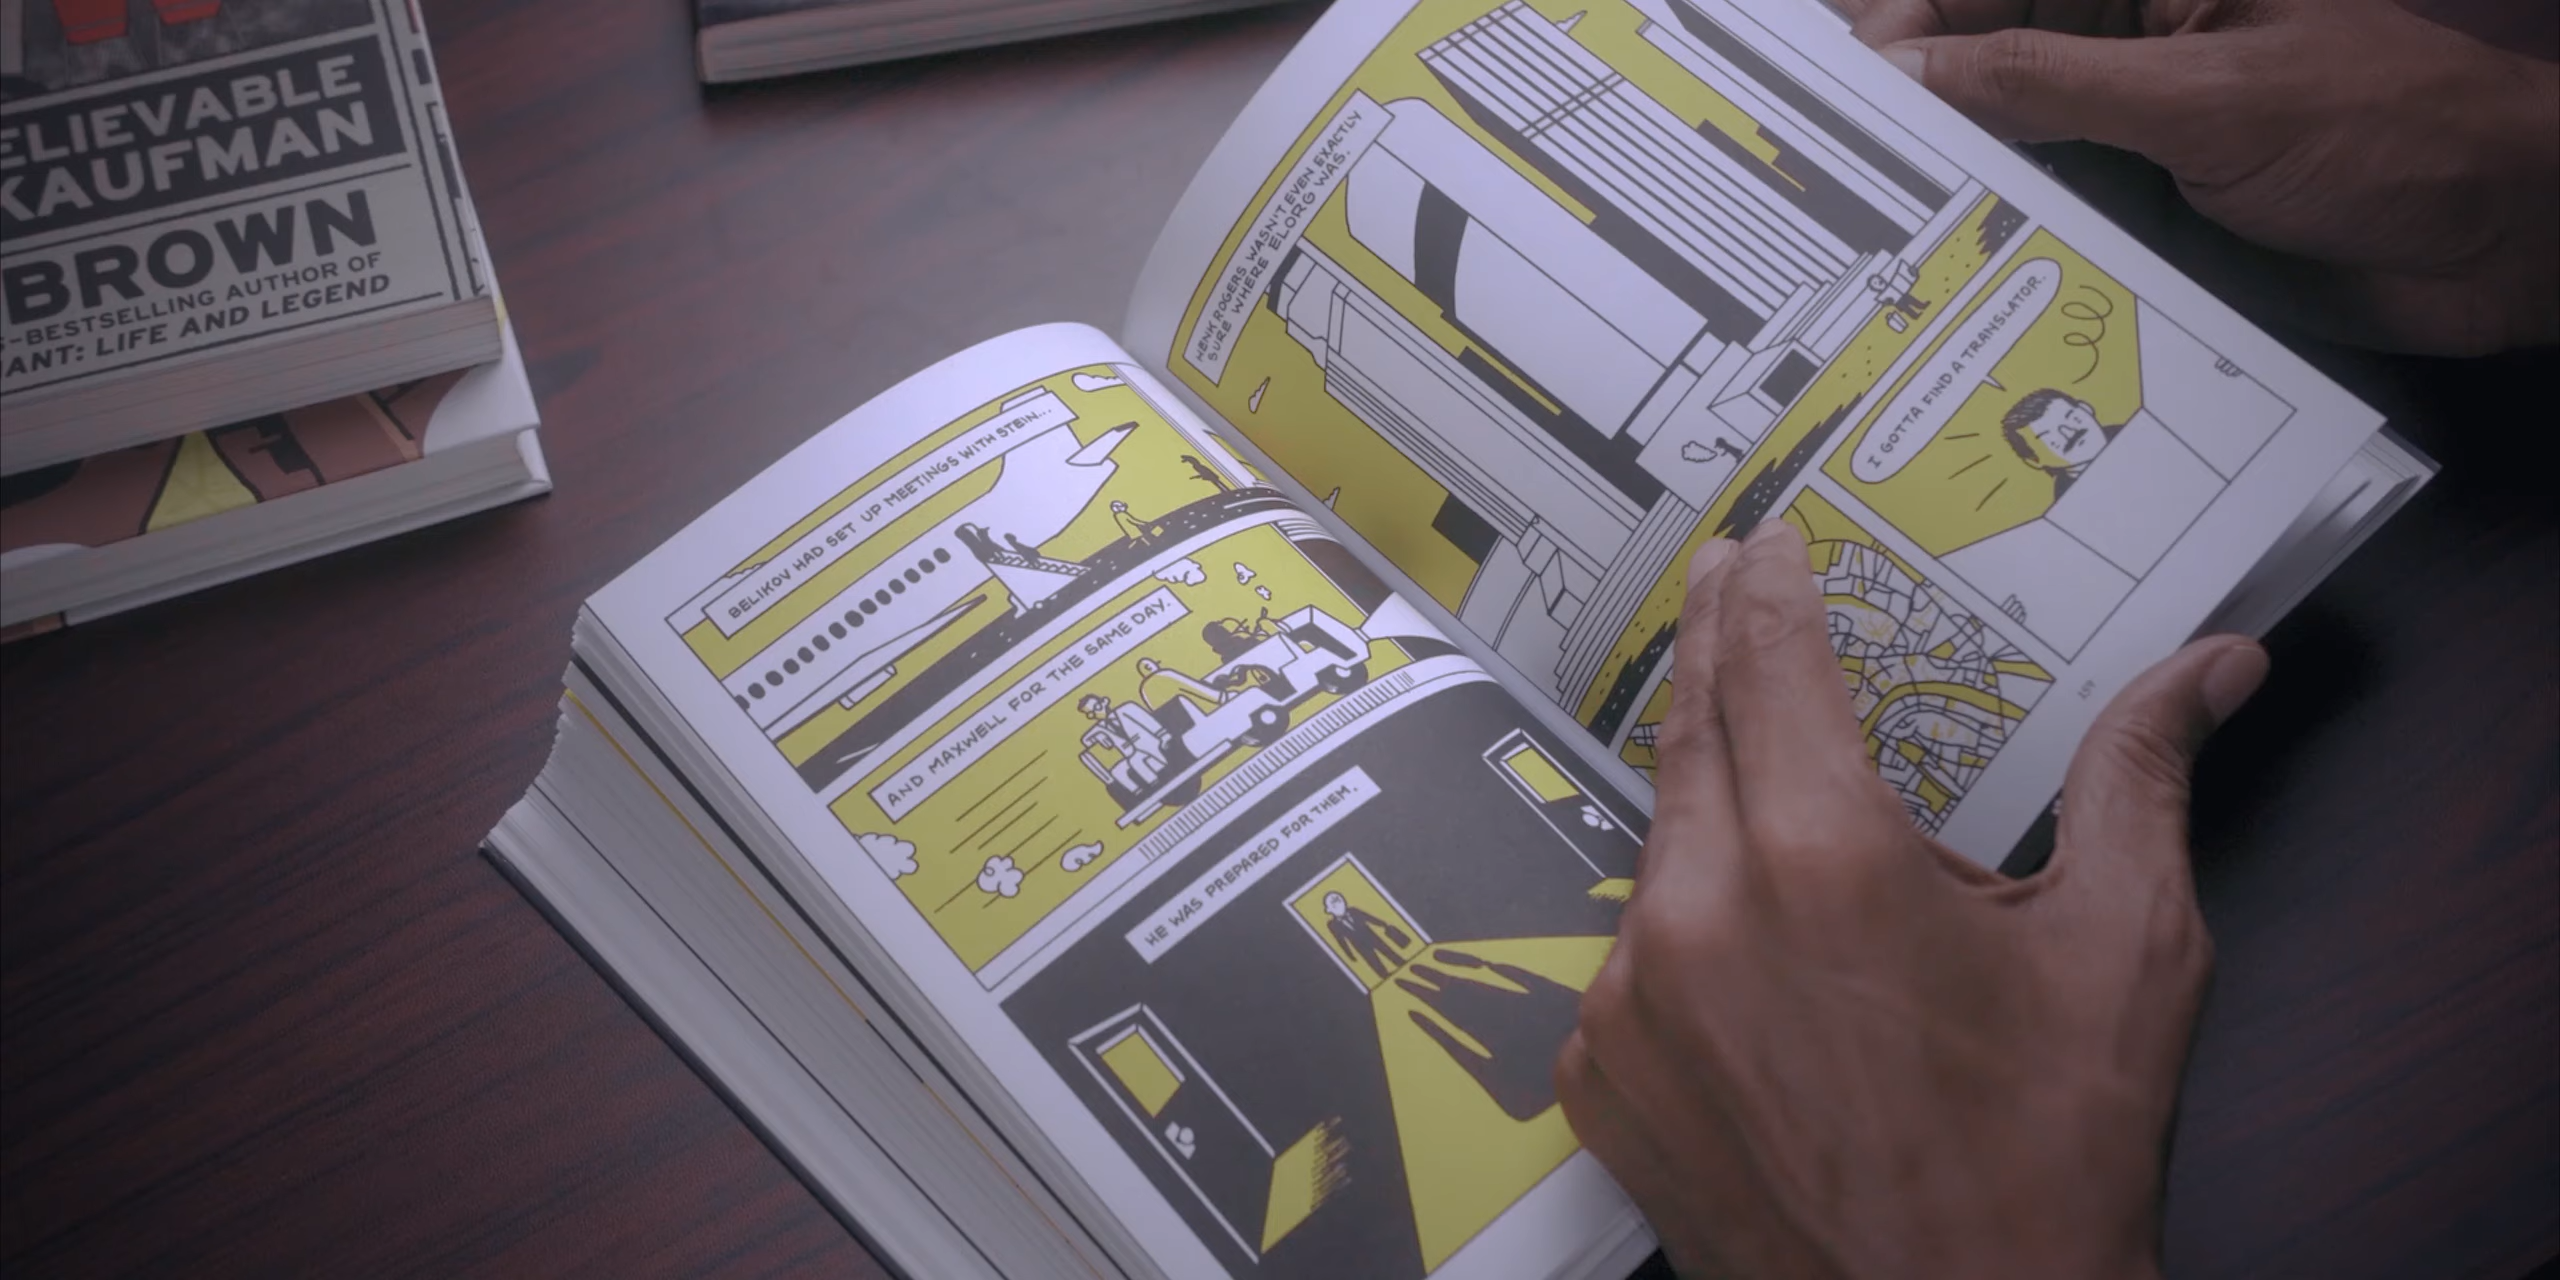 ELIEVABLE
KAUFMAN
BROWN
-BESTSELLING AUTHOR OF
ANT: LIFE AND LEGEND
BELIKOV HAD SET UP MEETINGS WITH STEIN...
AND MAXWELL FOR THE SAME DAY.
HE WAS PREPARED FOR THEM.
HENK ROGERS WASN'T EVEN EXACTLY
SURE WHERE ELORG WAS.
I GOTTA FIND A TRANSLATOR.